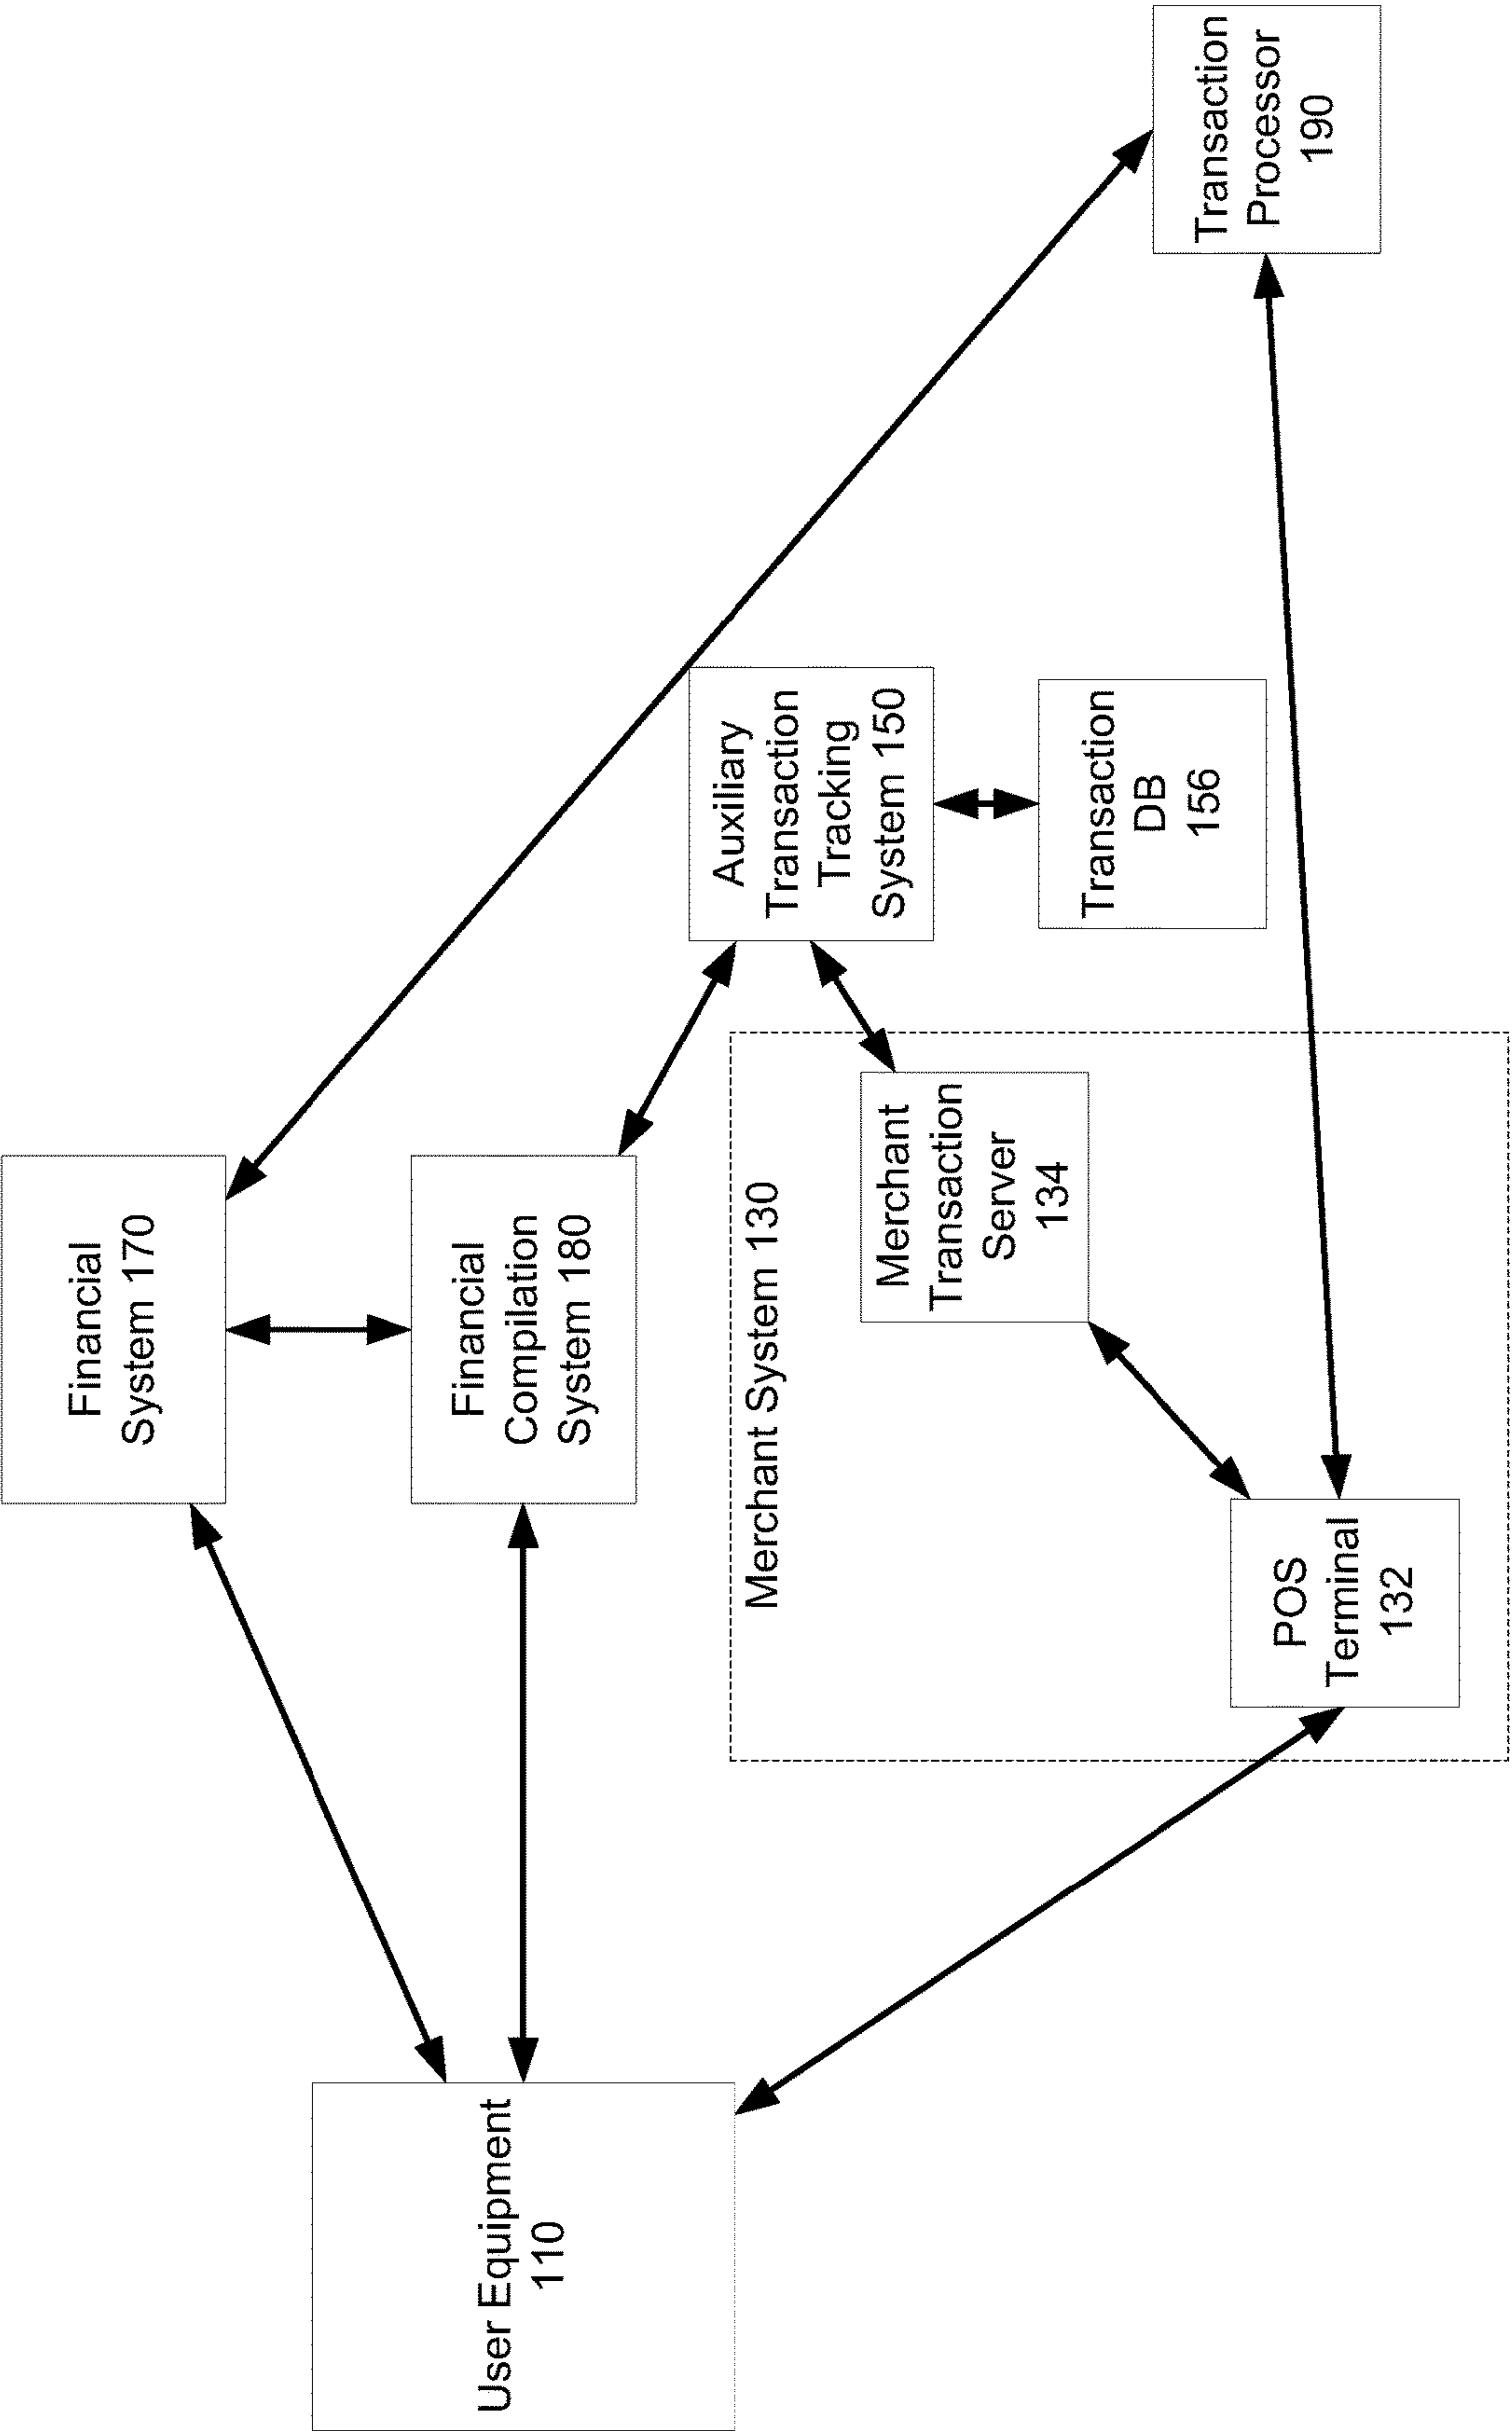 Financial
System 170
Financial
Compilation
System 180
User Equipment
110
Auxiliary
Transaction
Tracking
System 150
Merchant System 130
Merchant
Transaction
Server
134
Transaction
DB
156
POS
Terminal
132
Transaction
Processor
190